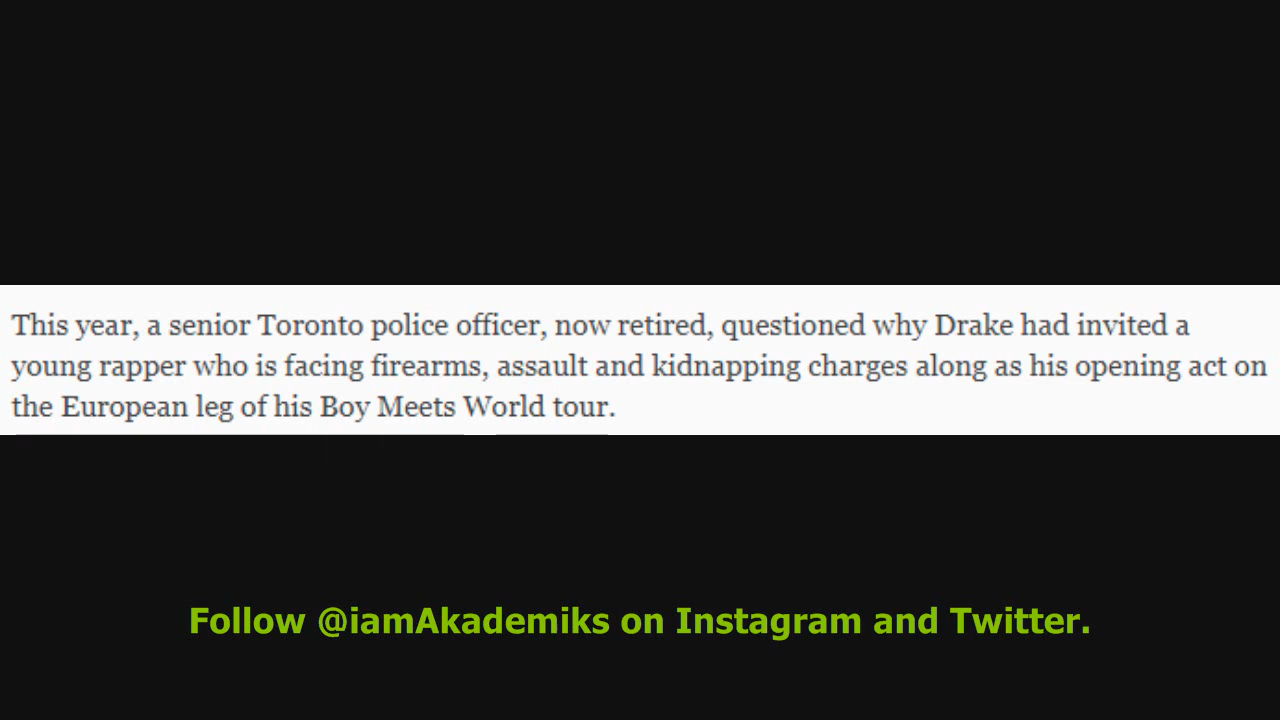 This year, a senior Toronto police officer, now retired, questioned why Drake had invited a
young rapper who is facing firearms, assault and kidnapping charges along as his opening act on
the European leg of his Boy Meets World tour.
Follow @iamAkademiks on Instagram and Twitter.